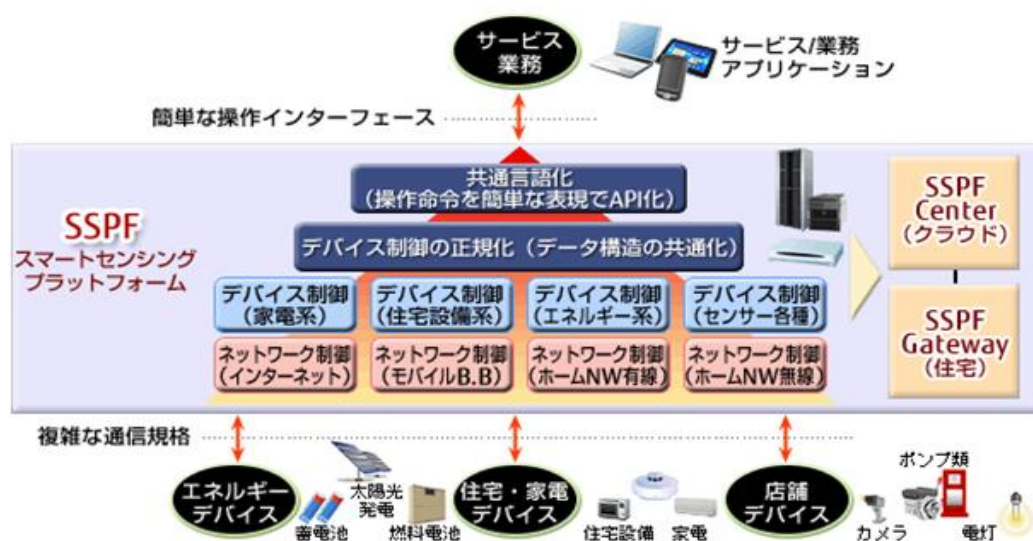 サービス
業務
サービス/業務
アプリケーション
簡単な操作インターフェース
共通言語化
(操作命令を簡単な表現でAPI化)
SSPF
スマートセンシング
プラットフォーム
デバイス制御の正規化(データ構造の共通化)
デバイス制御
(家電系)
デバイス制御
(住宅設備系)
デバイス制御
(エネルギー系)
デバイス制御
(センサー各種)
ネットワーク制御
(インターネット)
ネットワーク制御
(モバイルB.B)
ネットワーク制御
(ホームNW有線)
ネットワーク制御
(ホームNW無線)
SSPF
Center
(クラウド)
SSPF
Gateway
(住宅)
複雑な通信規格
エネルギー
デバイス
太陽光
発電
蓄電池
燃料電池
住宅・家電
デバイス
住宅設備
家電
店舗
デバイス
ポンプ類
カメラ
電灯